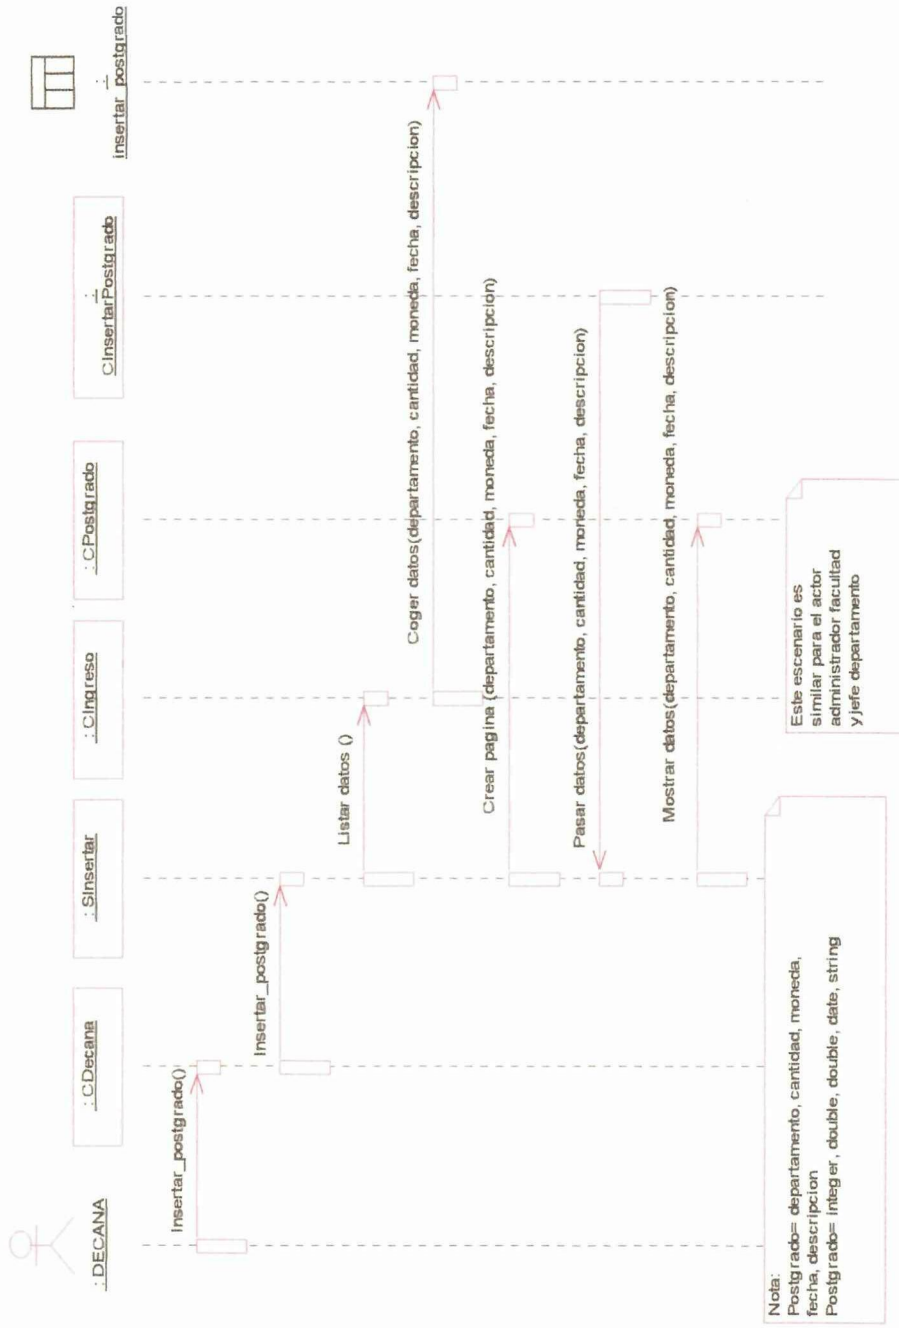 : DECANA
: CDecana
: SInsertar
: CIngreso
: CPostgrado
:
CInsertarPostgrado
:
insertar_postgrado
Insertar_postgrado()
Insertar_postgrado()
Listar datos ()
Coger datos(departamento, cantidad, moneda, fecha, descripcion)
Crear pagina (departamento, cantidad, moneda, fecha, descripcion)
Pasar datos(departamento, cantidad, moneda, fecha, descripcion)
Mostrar datos(departamento, cantidad, moneda, fecha, descripcion)
Nota:
Postgrado= departamento, cantidad, moneda,
fecha, descripcion
Postgrado= integer, double, double, date, string
Este escenario es
similar para el actor
administrador facultad
y jefe departamento